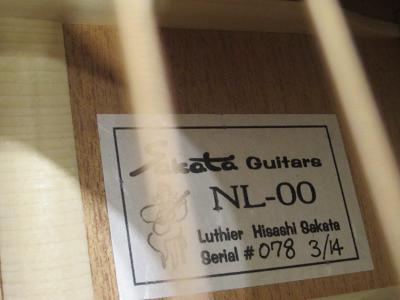 Sakata Guitars
NL-00
Luthier Hisashi Sakata
Serial # 078 3/14